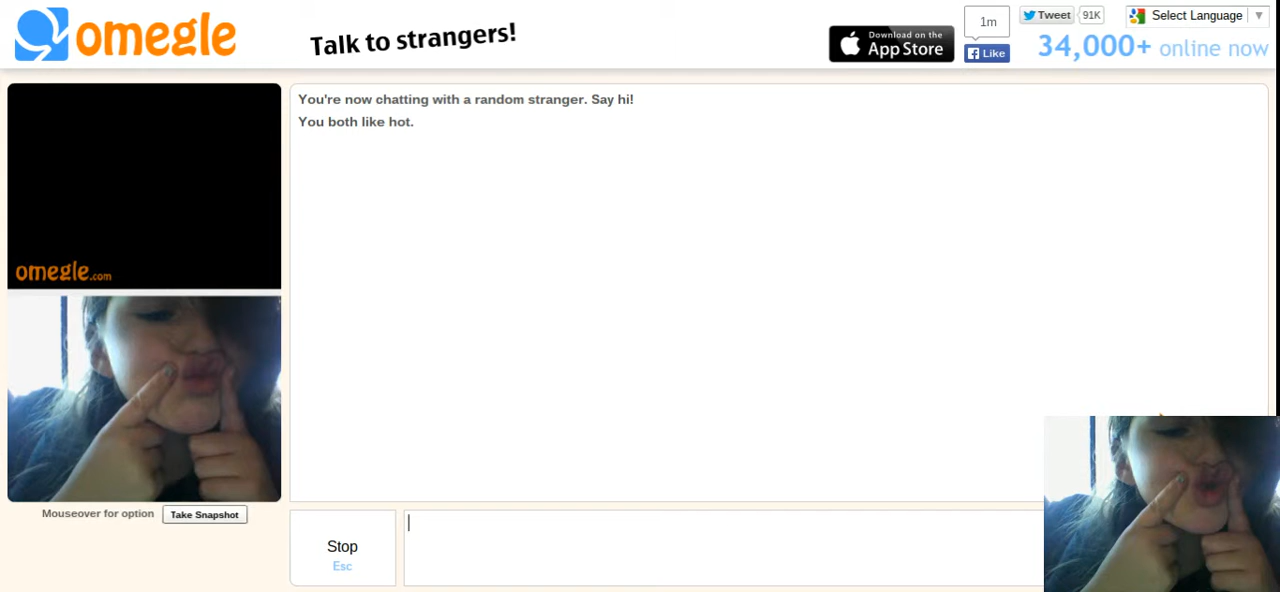 omegle
Talk to strangers!
Download on the
App Store
1m
Like
Tweet
91K
Select Language
34,000+ online now
You're now chatting with a random stranger. Say hi!
You both like hot.
omegle.com
Mouseover for option
Take Snapshot
Stop
Esc